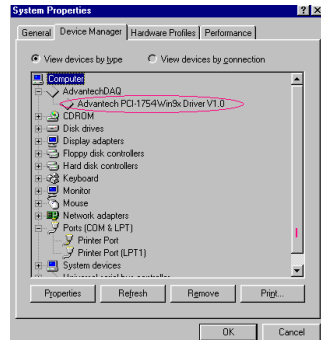 System Properties
General Device Manager Hardware Profiles Performance
View devices by type View devices by connection
Computer
AdvantechDAQ
Advantech PCI-1754Win9x Driver V1.0
CDROM
Disk drives
Display adapters
Floppy disk controllers
Hard disk controllers
Keyboard
Monitor
Mouse
Network adapters
Ports (COM & LPT)
Printer Port
Printer Port (LPT1)
System devices
Properties Refresh Remove Print...
OK Cancel